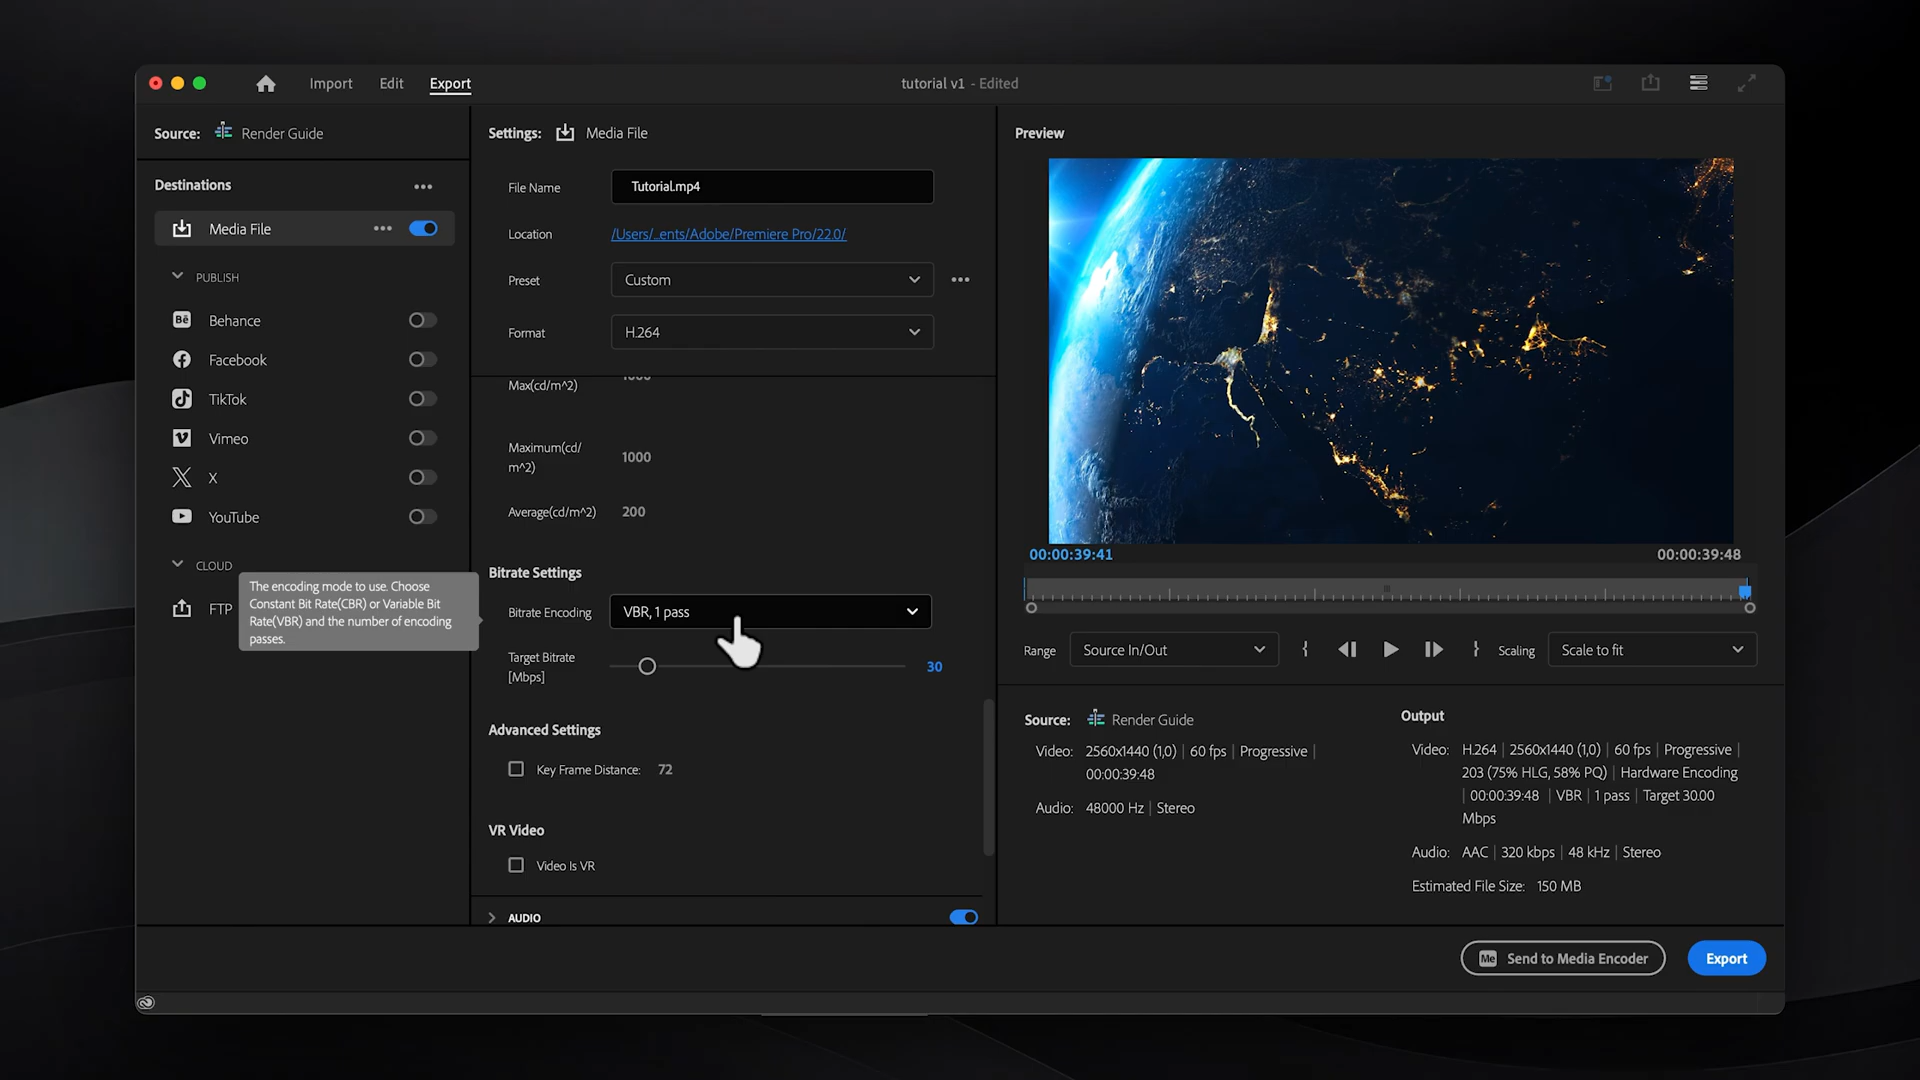 Import
Edit
Export
tutorial v1 - Edited
Source: Render Guide
Destinations
Media File
PUBLISH
Behance
Facebook
TikTok
Vimeo
X
YouTube
CLOUD
FTP
The encoding mode to use. Choose
Constant Bit Rate(CBR) or Variable Bit
Rate(VBR) and the number of encoding
passes.
Settings: Media File
File Name Tutorial.mp4
Location /Users/...ents/Adobe/Premiere Pro/22.0/
Preset Custom
Format H.264
Max(cd/m^2) 1000
Maximum(cd/
m^2) 1000
Average(cd/m^2) 200
Bitrate Settings
Bitrate Encoding VBR, 1 pass
Target Bitrate
[Mbps] 30
Advanced Settings
Key Frame Distance: 72
VR Video
Video Is VR
AUDIO
Preview
00:00:39:41 00:00:39:48
Range Source In/Out Scaling Scale to fit
Source: Render Guide
Video: 2560x1440 (1,0) | 60 fps | Progressive |
00:00:39:48
Audio: 48000 Hz | Stereo
Output
Video: H.264 | 2560x1440 (1,0) | 60 fps | Progressive |
203 (75% HLG, 58% PQ) | Hardware Encoding
| 00:00:39:48 | VBR | 1 pass | Target 30.00
Mbps
Audio: AAC | 320 kbps | 48 kHz | Stereo
Estimated File Size: 150 MB
Me Send to Media Encoder
Export